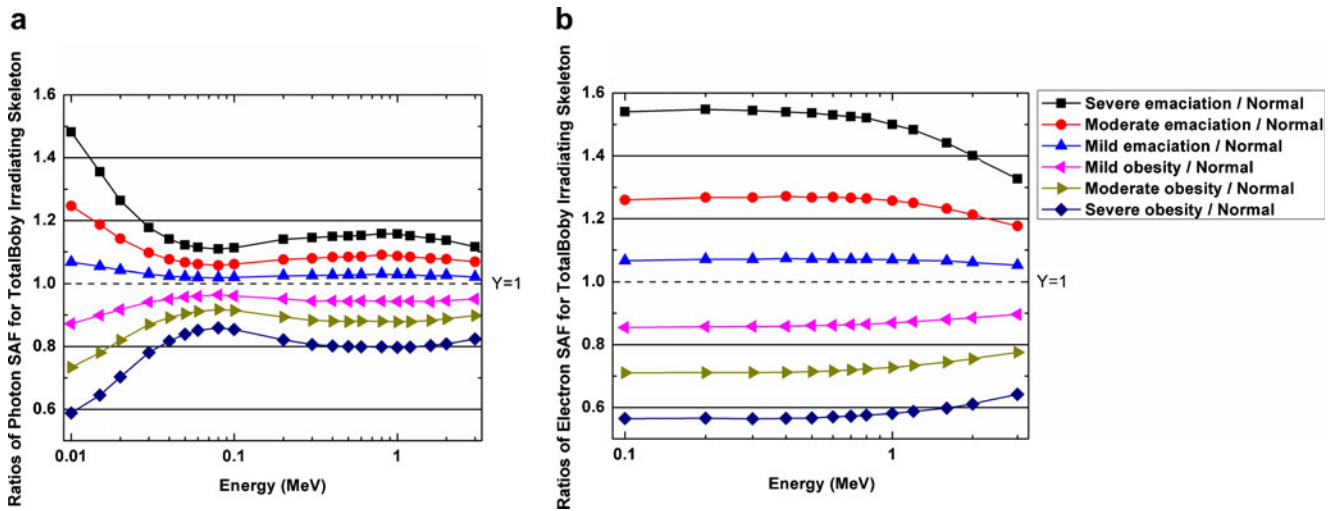 a
Ratios of Photon SAF for TotalBoby Irradiating Skeleton
1.6
1.4
1.2
1.0
0.8
0.6
Y=1
0.01
0.1
1
Energy (MeV)
b
Ratios of Electron SAF for TotalBoby Irradiating Skeleton
1.6
1.4
1.2
1.0
0.8
0.6
Y=1
0.1
1
Energy (MeV)
Severe emaciation / Normal
Moderate emaciation / Normal
Mild emaciation / Normal
Mild obesity / Normal
Moderate obesity / Normal
Severe obesity / Normal